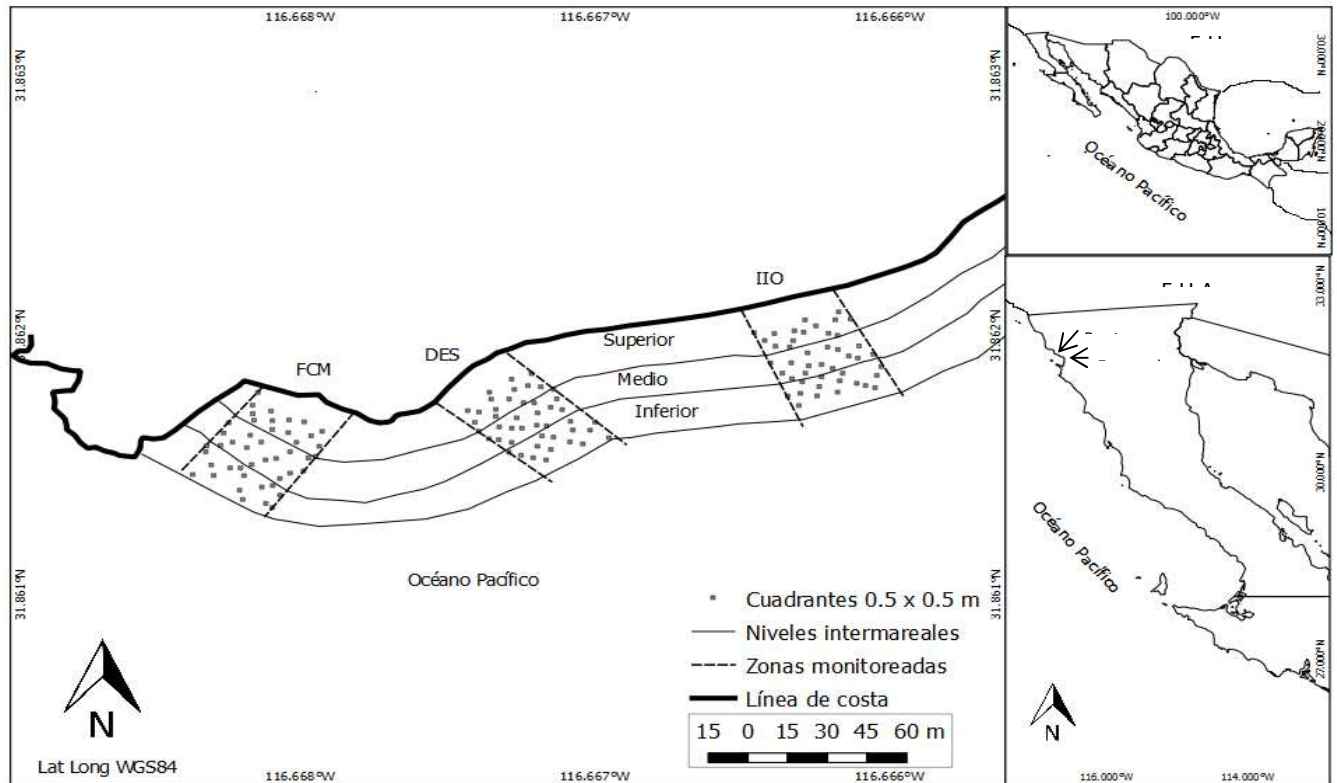 116.668°W
116.667°W
116.666°W
31.863°N
31.863°N
31.862°N
31.862°N
IIO
DES
FCM
Superior
Medio
Inferior
31.861°N
31.861°N
Océano Pacífico
Cuadrantes 0.5 x 0.5 m
Niveles intermareales
Zonas monitoreadas
Línea de costa
15 0 15 30 45 60 m
N
Lat Long WGS84
116.668°W
116.667°W
116.666°W
100.000°W
30.000°N
20.000°N
10.000°N
Océano Pacífico
33.000°N
30.000°N
27.000°N
Océano Pacífico
N
116.000°W
114.000°W